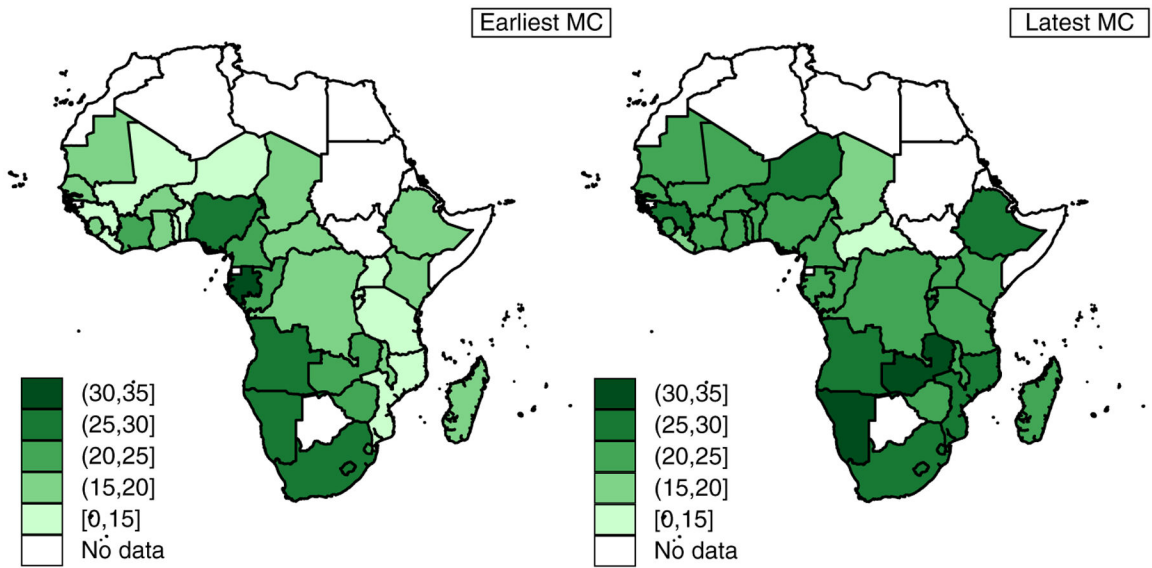 Earliest MC
(30,35]
(25,30]
(20,25]
(15,20]
[0,15]
No data
Latest MC
(30,35]
(25,30]
(20,25]
(15,20]
[0,15]
No data